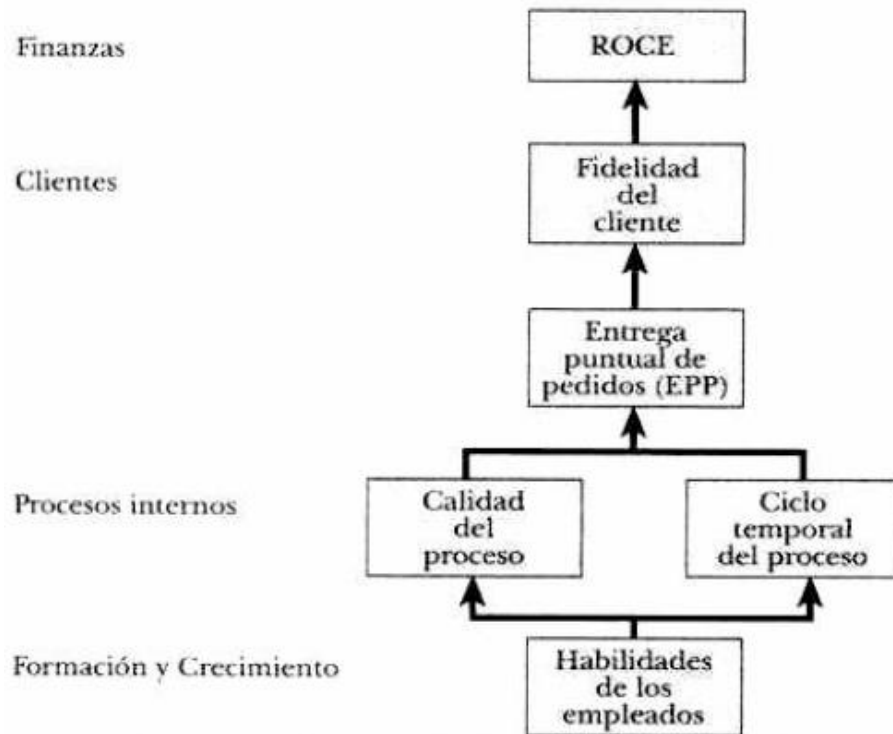 Finanzas
ROCE
Clientes
Fidelidad
del
cliente
Entrega
puntual de
pedidos (EPP)
Procesos internos
Calidad
del
proceso
Ciclo
temporal
del proceso
Formación y Crecimiento
Habilidades
de los
empleados